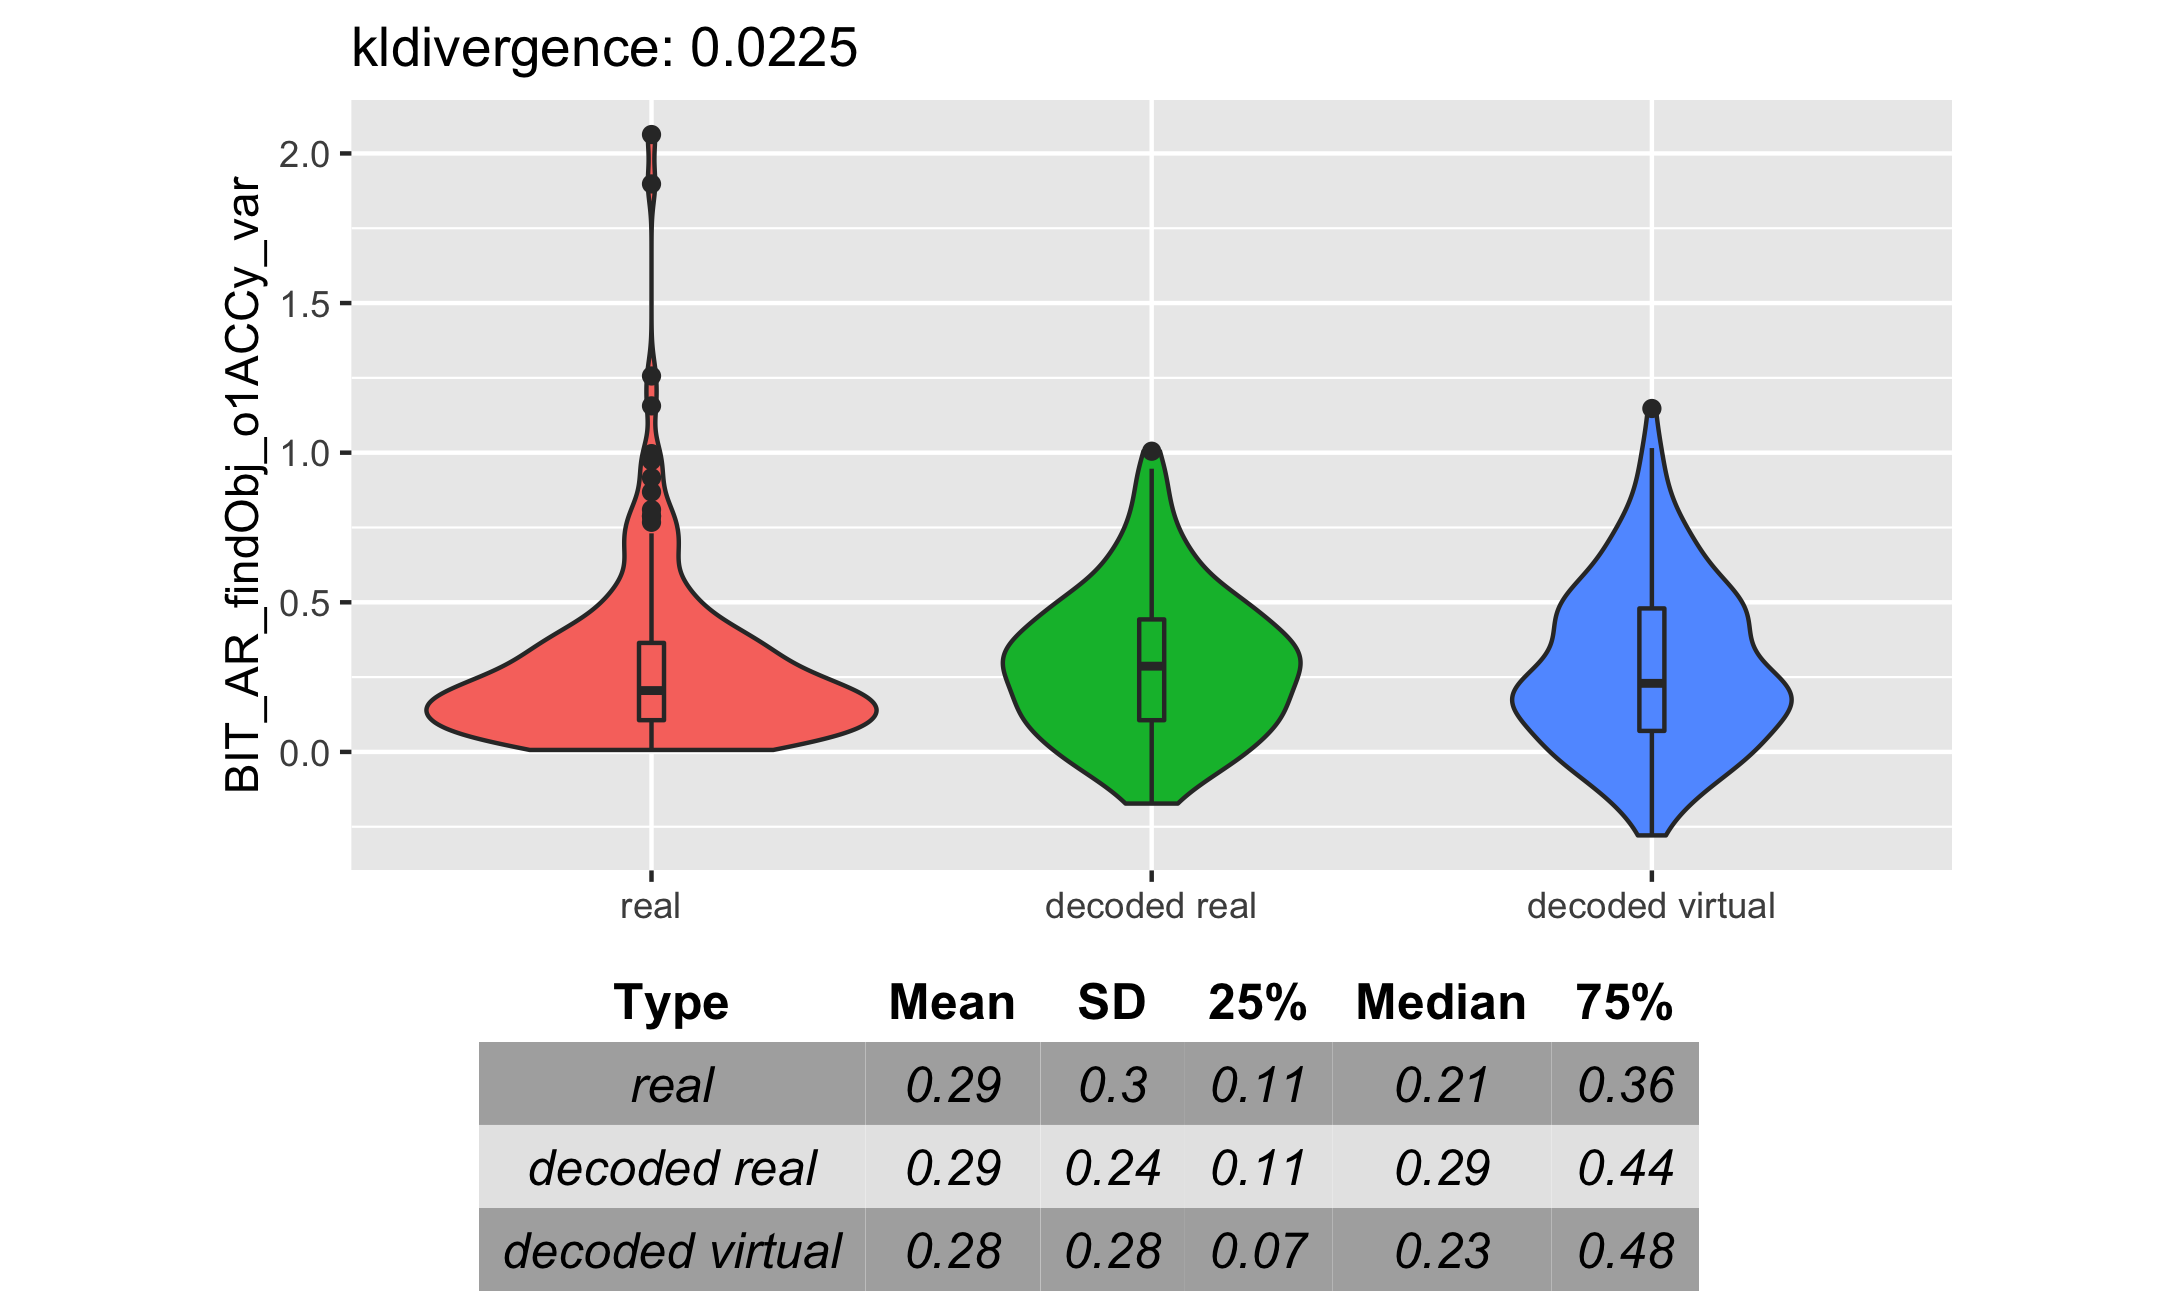 kldivergence: 0.0225
BIT_AR_findObj_o1ACCy_var
2.0
1.5
1.0
0.5
0.0
real decoded real decoded virtual
Type Mean SD 25% Median 75%
real 0.29 0.3 0.11 0.21 0.36
decoded real 0.29 0.24 0.11 0.29 0.44
decoded virtual 0.28 0.28 0.07 0.23 0.48